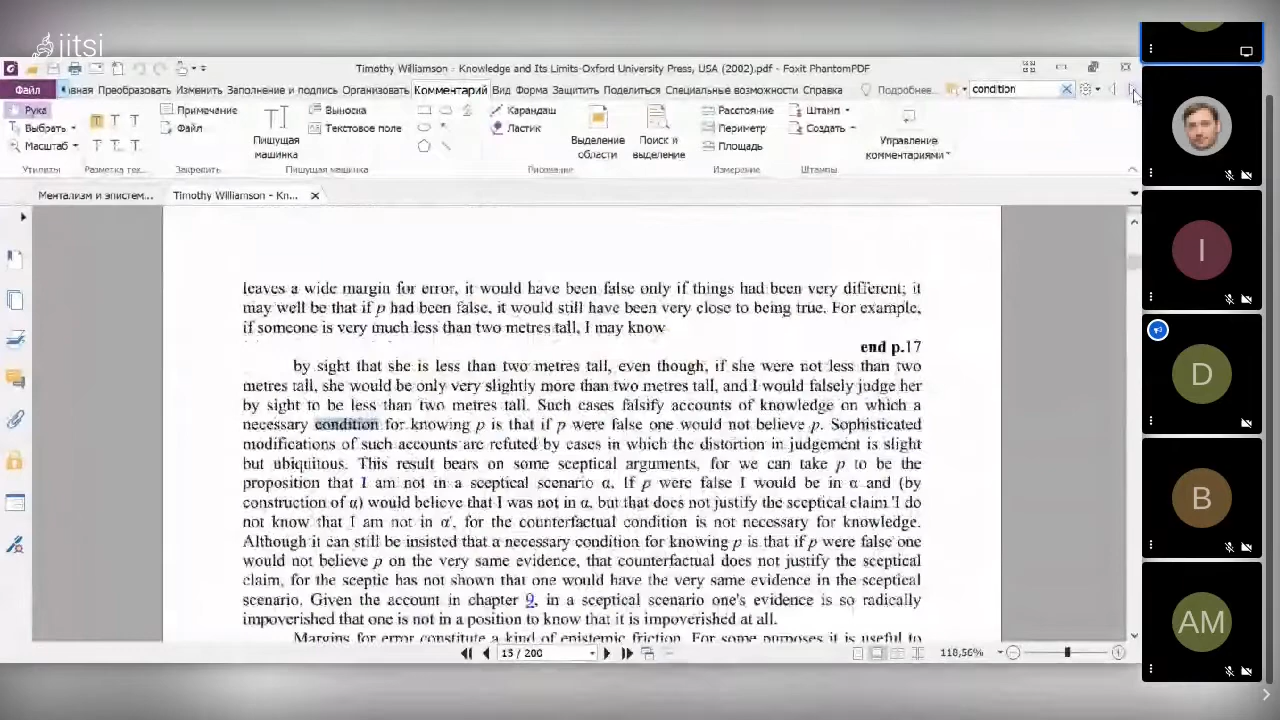 jitsi
Timothy Williamson - Knowledge and Its Limits-Oxford University Press, USA (2002).pdf - Foxit PhantomPDF
Файл
Преобразовать Изменить Заполнение и подпись Организовать Комментарий Вид Форма Защитить Поделиться Специальные возможности Справка
Подробнее...
condition
Рука
Выбрать
Масштаб
Утилиты
T T T
T T T
Примечание
Файл
Закрепить
Пишущая
машинка
Выноска
Текстовое поле
Пишущая машинка
Карандаш
Ластик
Рисование
Выделение
области
Поиск и
выделение
Расстояние
Периметр
Площадь
Измерение
Штамп
Создать
Штампы
Управление
комментариями
Timothy Williamson - Kn...
leaves a wide margin for error, it would have been false only if things had been very different; it
may well be that if p had been false, it would still have been very close to being true. For example,
if someone is very much less than two metres tall, I may know
end p.17
by sight that she is less than two metres tall, even though, if she were not less than two
metres tall, she would be only very slightly more than two metres tall, and I would falsely judge her
by sight to be less than two metres tall. Such cases falsify accounts of knowledge on which a
necessary condition for knowing p is that if p were false one would not believe p. Sophisticated
modifications of such accounts are refuted by cases in which the distortion in judgement is slight
but ubiquitous. This result bears on some sceptical arguments, for we can take p to be the
proposition that I am not in a sceptical scenario α. If p were false I would be in α and (by
construction of α) would believe that I was not in α, but that does not justify the sceptical claim 'I do
not know that I am not in α', for the counterfactual condition is not necessary for knowledge.
Although it can still be insisted that a necessary condition for knowing p is that if p were false one
would not believe p on the very same evidence, that counterfactual does not justify the sceptical
claim, for the sceptic has not shown that one would have the very same evidence in the sceptical
scenario. Given the account in chapter 9, in a sceptical scenario one's evidence is so radically
impoverished that one is not in a position to know that it is impoverished at all.
Margins for error constitute a kind of epistemic friction. For some purposes it is useful to
15 / 200
118,56%
I
D
B
AM